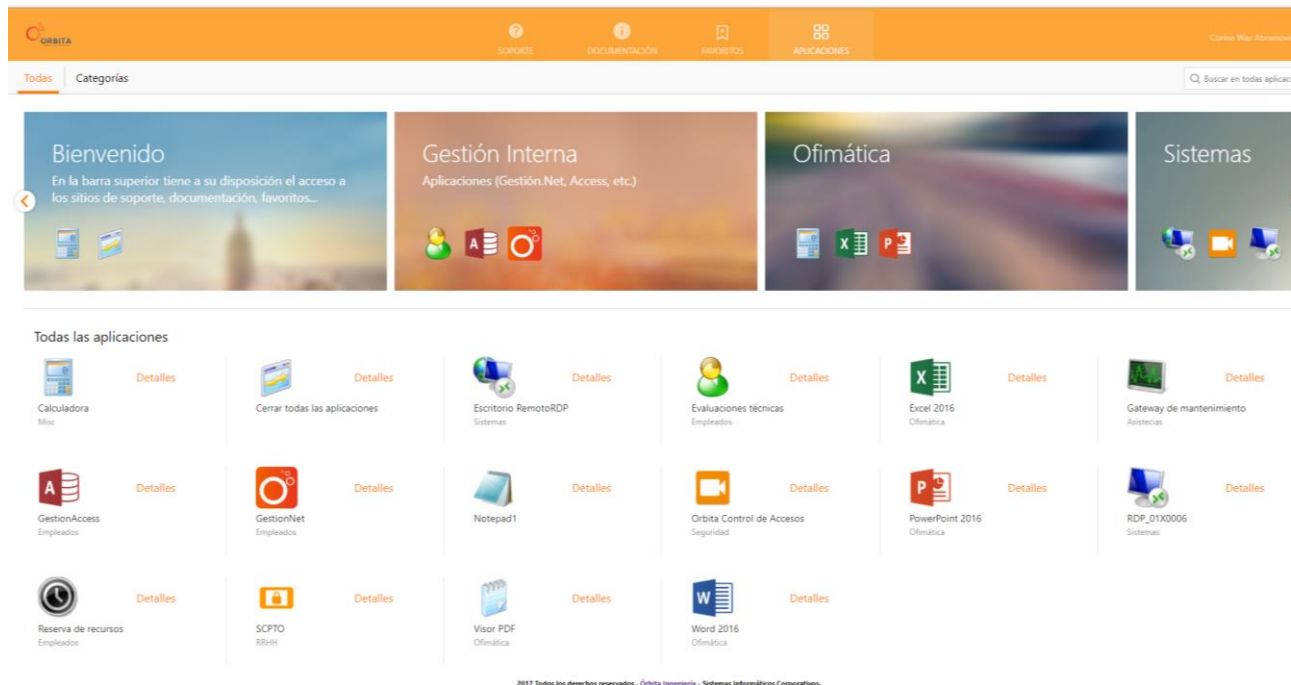 ORBITA
SOPORTE
DOCUMENTACIÓN
FAVORITOS
APLICACIONES
Todas
Categorías
Buscar en todas aplicac
Bienvenido
En la barra superior tiene a su disposición el acceso a
los sitios de soporte, documentación, favoritos...
Gestión Interna
Aplicaciones (Gestión.Net, Access, etc.)
Ofimática
Sistemas
Todas las aplicaciones
Detalles
Calculadora
Misc
Detalles
Cerrar todas las aplicaciones
Detalles
Escritorio RemotoRDP
Sistemas
Detalles
Evaluaciones técnicas
Empleados
Detalles
Excel 2016
Ofimática
Detalles
Gateway de mantenimiento
Asistecias
Detalles
GestionAccess
Empleados
Detalles
GestionNet
Empleados
Detalles
Notepad1
Detalles
Orbita Control de Accesos
Seguridad
Detalles
PowerPoint 2016
Ofimática
Detalles
RDP_01X0006
Sistemas
Detalles
Reserva de recursos
Empleados
Detalles
SCPTO
RRHH
Detalles
Visor PDF
Ofimática
Detalles
Word 2016
Ofimática
2017 Todos los derechos reservados - Órbita Ingeniería - Sistemas Informáticos Corporativos.